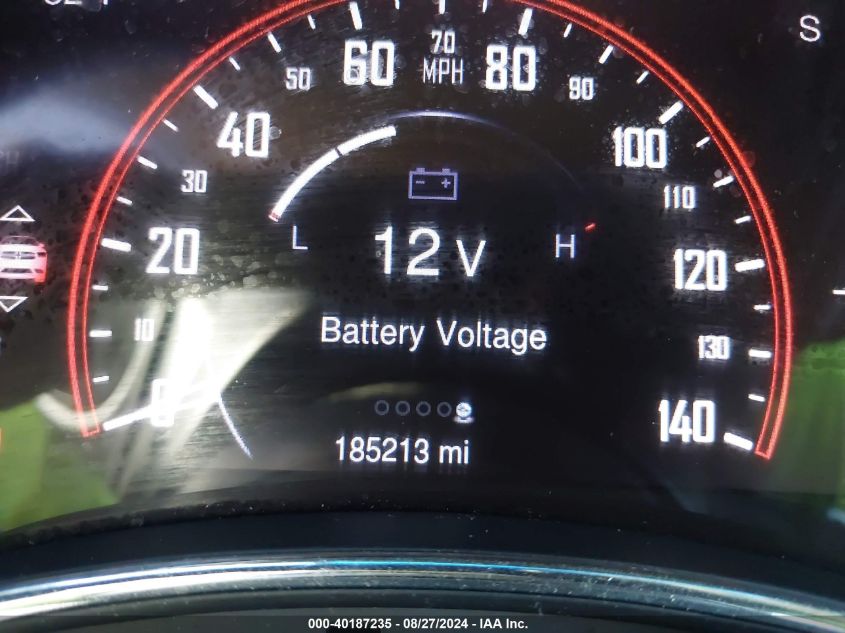 S
70
60 MPH 80
50 90
40 100
30 110
- +
L 12 V H
20 120
Battery Voltage
10 130
0 140
185213 mi
000-40187235 - 08/27/2024 - IAA Inc.